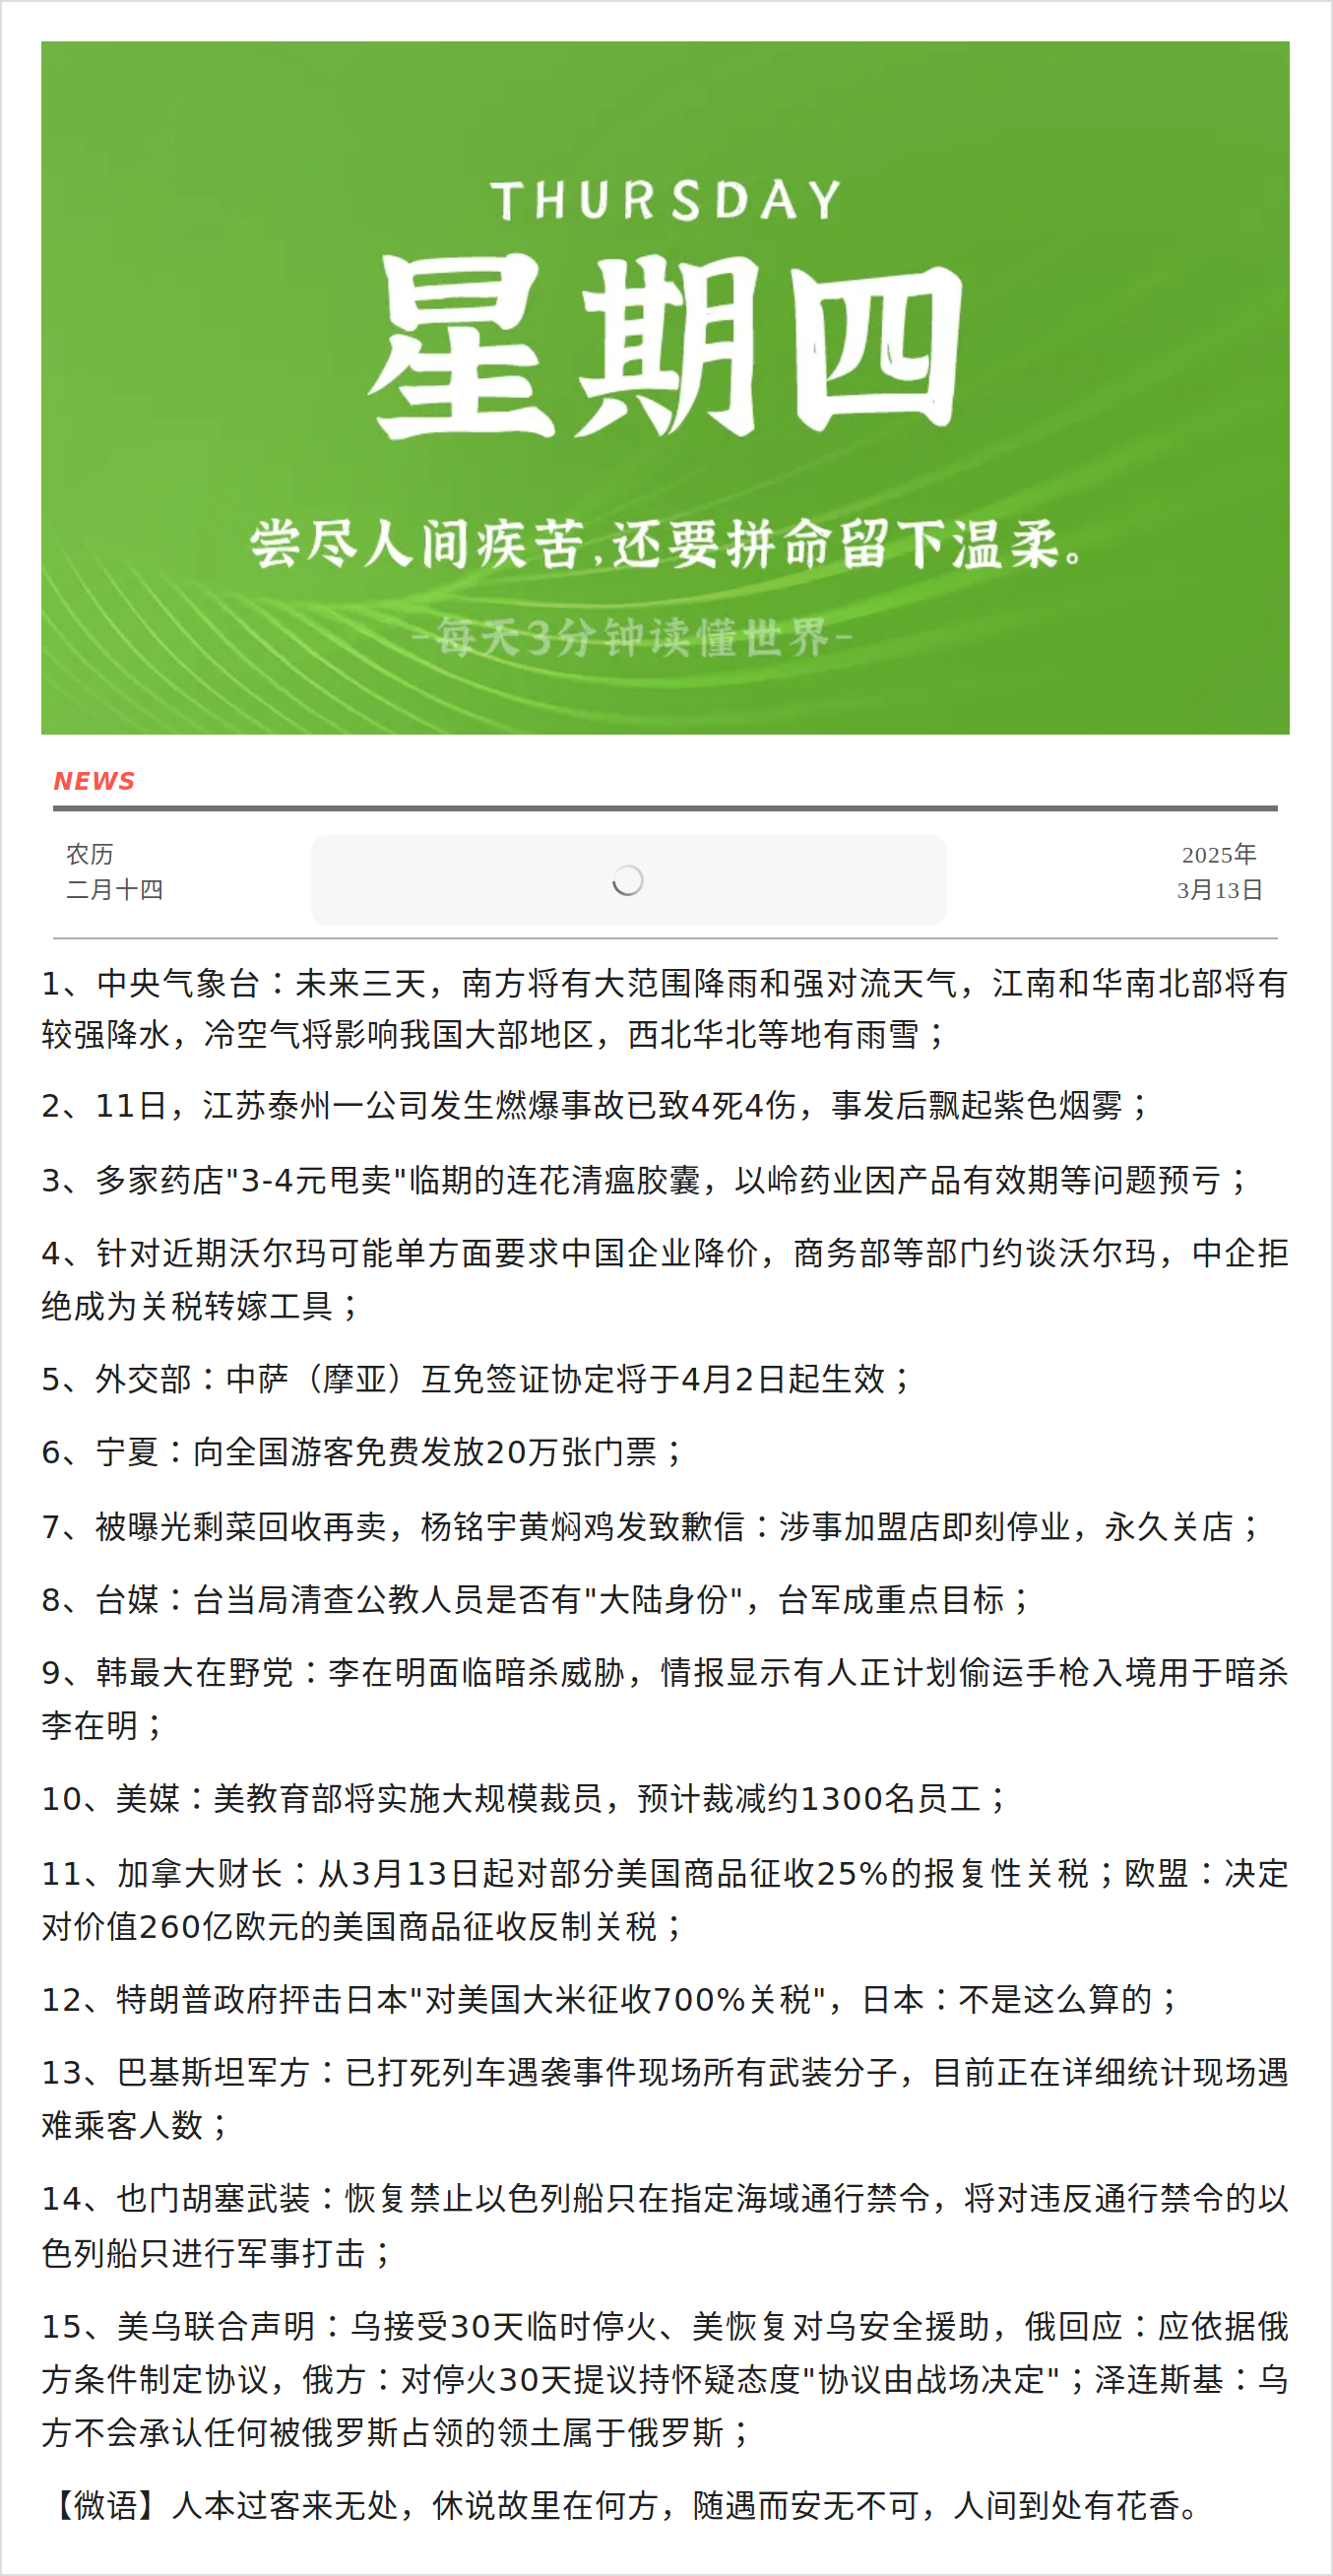 THURSDAY
星期四
尝尽人间疾苦,还要拼命留下温柔。
-每天3分钟读懂世界-
NEWS
农历
二月十四
2025年
3月13日
1、中央气象台：未来三天，南方将有大范围降雨和强对流天气，江南和华南北部将有
较强降水，冷空气将影响我国大部地区，西北华北等地有雨雪；
2、11日，江苏泰州一公司发生燃爆事故已致4死4伤，事发后飘起紫色烟雾；
3、多家药店"3-4元甩卖"临期的连花清瘟胶囊，以岭药业因产品有效期等问题预亏；
4、针对近期沃尔玛可能单方面要求中国企业降价，商务部等部门约谈沃尔玛，中企拒
绝成为关税转嫁工具；
5、外交部：中萨（摩亚）互免签证协定将于4月2日起生效；
6、宁夏：向全国游客免费发放20万张门票；
7、被曝光剩菜回收再卖，杨铭宇黄焖鸡发致歉信：涉事加盟店即刻停业，永久关店；
8、台媒：台当局清查公教人员是否有"大陆身份"，台军成重点目标；
9、韩最大在野党：李在明面临暗杀威胁，情报显示有人正计划偷运手枪入境用于暗杀
李在明；
10、美媒：美教育部将实施大规模裁员，预计裁减约1300名员工；
11、加拿大财长：从3月13日起对部分美国商品征收25%的报复性关税；欧盟：决定
对价值260亿欧元的美国商品征收反制关税；
12、特朗普政府抨击日本"对美国大米征收700%关税"，日本：不是这么算的；
13、巴基斯坦军方：已打死列车遇袭事件现场所有武装分子，目前正在详细统计现场遇
难乘客人数；
14、也门胡塞武装：恢复禁止以色列船只在指定海域通行禁令，将对违反通行禁令的以
色列船只进行军事打击；
15、美乌联合声明：乌接受30天临时停火、美恢复对乌安全援助，俄回应：应依据俄
方条件制定协议，俄方：对停火30天提议持怀疑态度"协议由战场决定"；泽连斯基：乌
方不会承认任何被俄罗斯占领的领土属于俄罗斯；
【微语】人本过客来无处，休说故里在何方，随遇而安无不可，人间到处有花香。